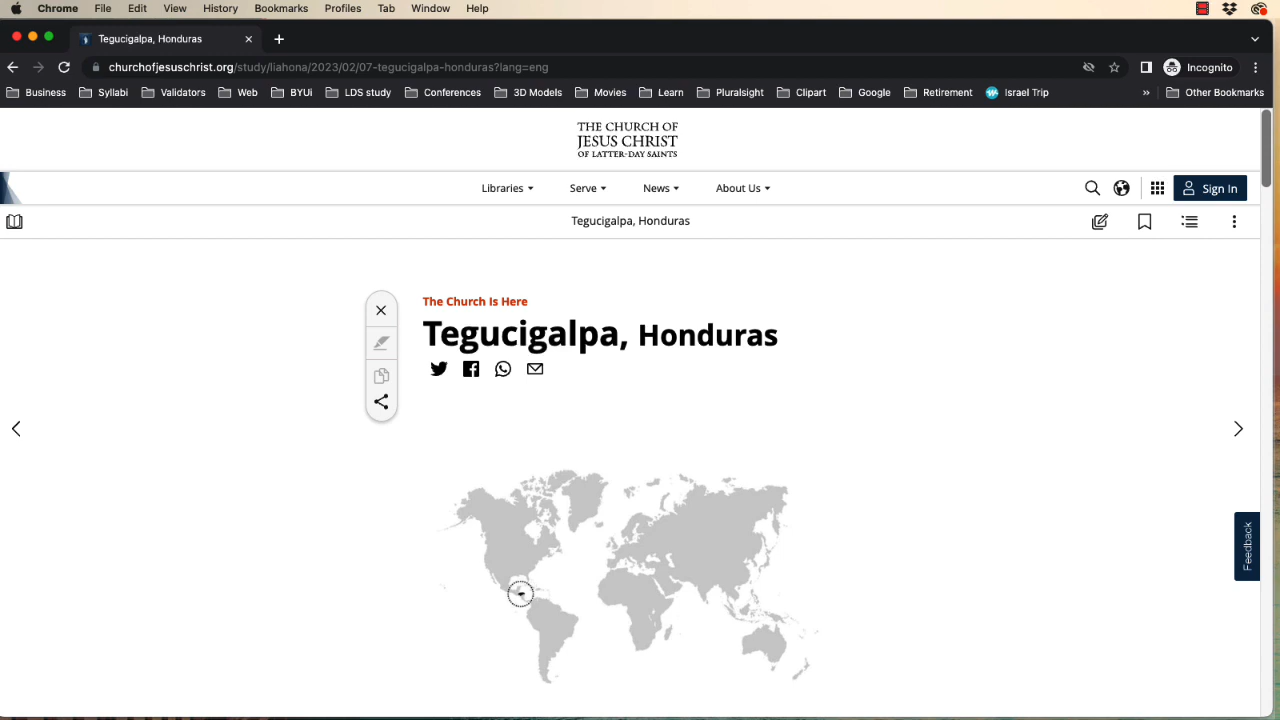 Chrome File Edit View History Bookmarks Profiles Tab Window Help
Tegucigalpa, Honduras
churchofjesuschrist.org/study/liahona/2023/02/07-tegucigalpa-honduras?lang=eng Incognito
Business Syllabi Validators Web BYUi LDS study Conferences 3D Models Movies Learn Pluralsight Clipart Google Retirement Israel Trip » Other Bookmarks
THE CHURCH OF
JESUS CHRIST
OF LATTER-DAY SAINTS
Libraries Serve News About Us Sign In
Tegucigalpa, Honduras
The Church Is Here
Tegucigalpa, Honduras
Feedback